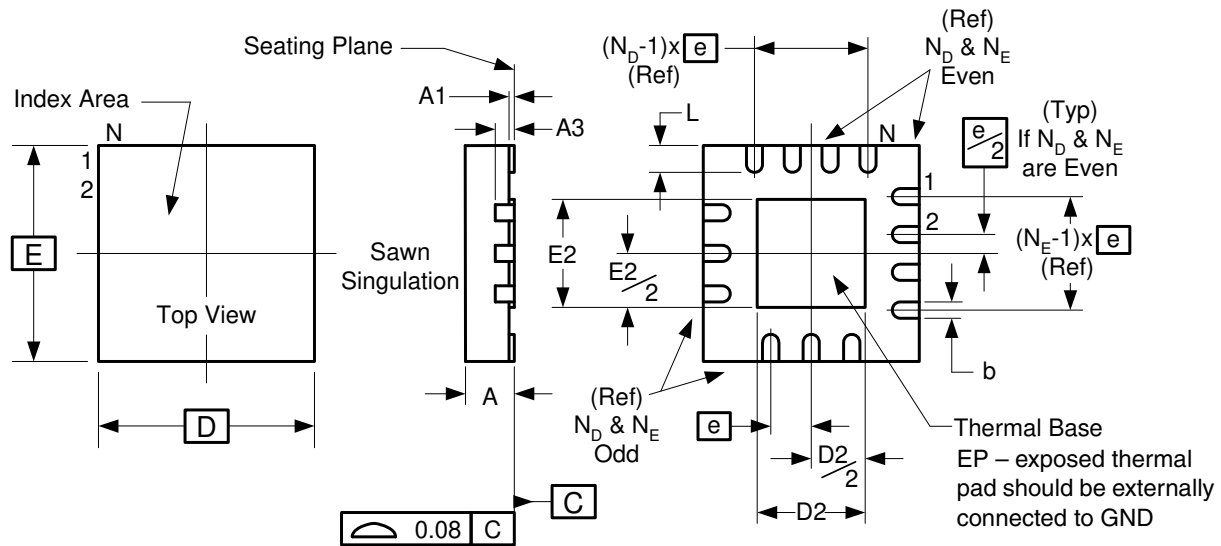 Seating Plane
Index Area
N
1
2
E
Top View
D
A1
A3
Sawn
Singulation
A
C
0.08 C
(N_D-1)x e
(Ref)
(Ref)
N_D & N_E
Even
L
N
e/2
(Typ)
If N_D & N_E
are Even
1
2
E2
E2/2
(N_E-1)x e
(Ref)
b
(Ref)
N_D & N_E
Odd
e
D2/2
D2
Thermal Base
EP – exposed thermal
pad should be externally
connected to GND